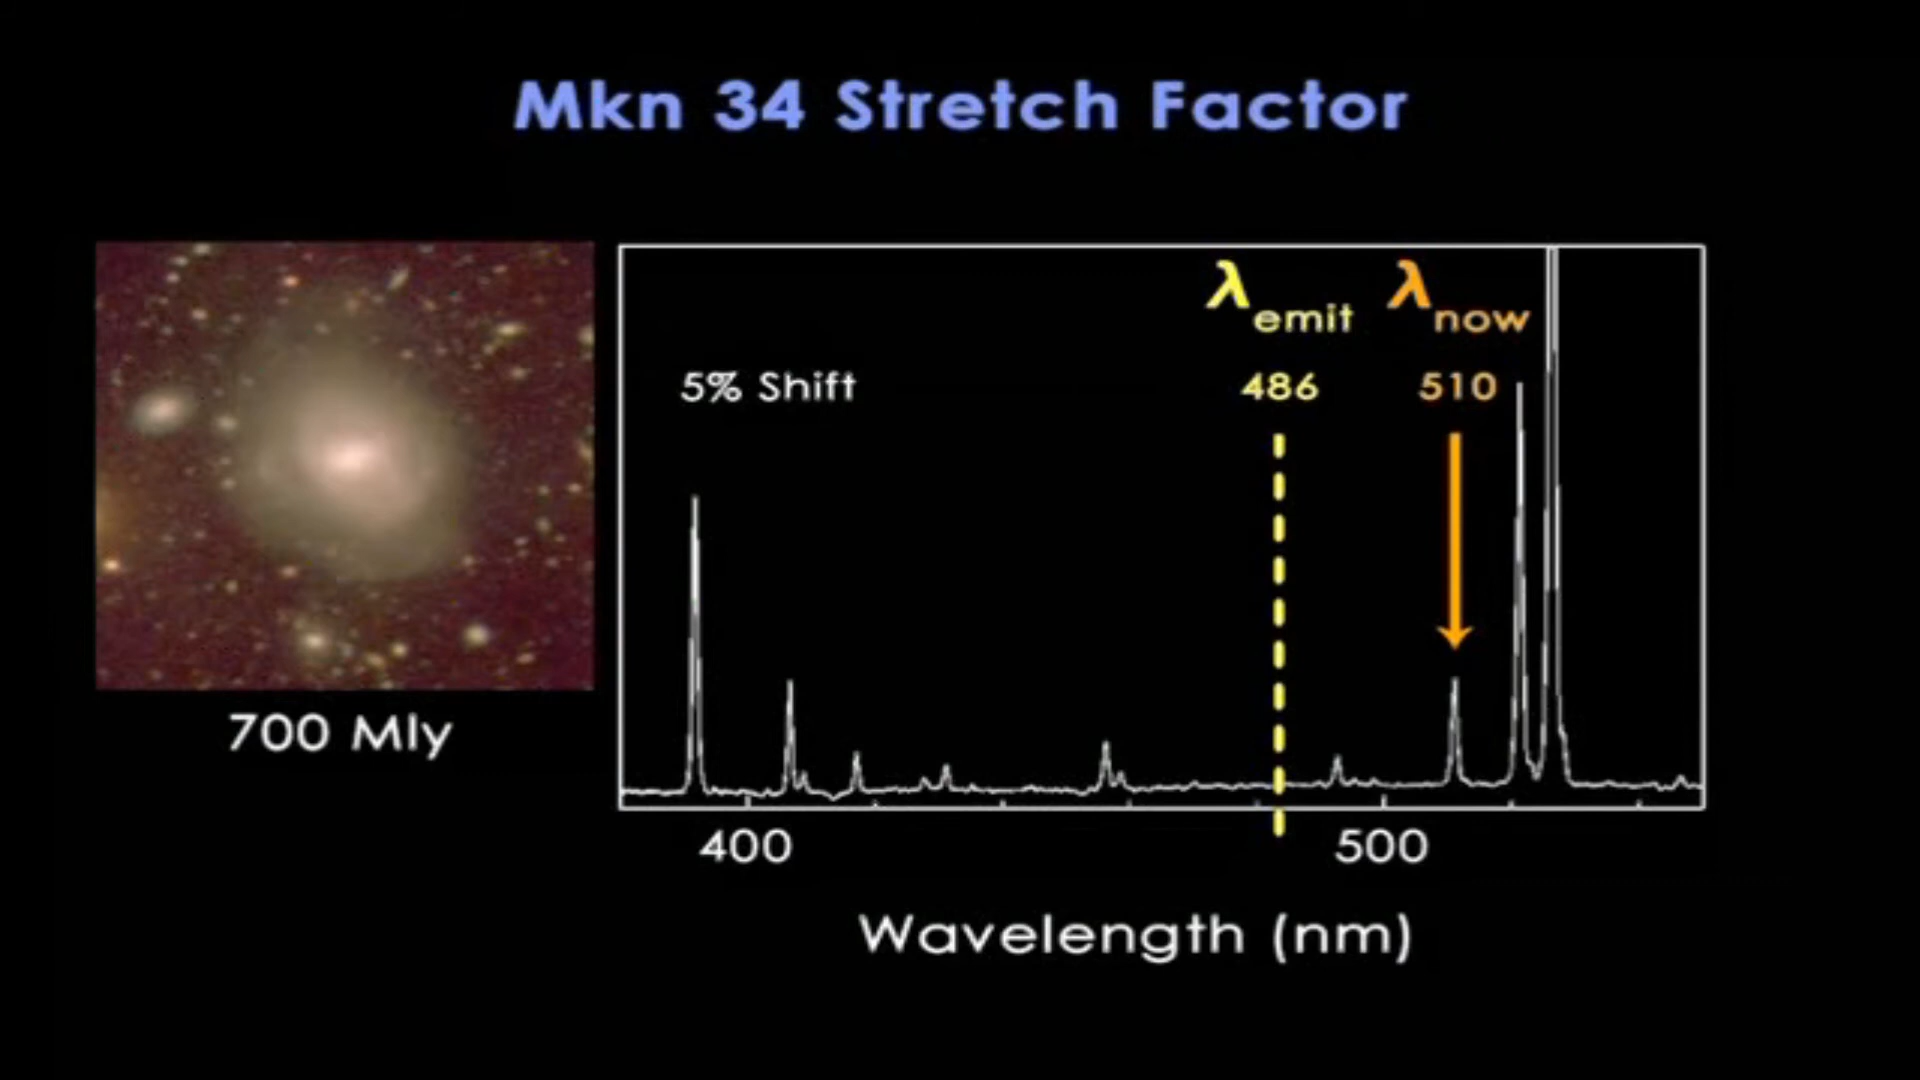 Mkn 34 Stretch Factor
λemit λnow
5% Shift 486 510
700 Mly
400 500
Wavelength (nm)